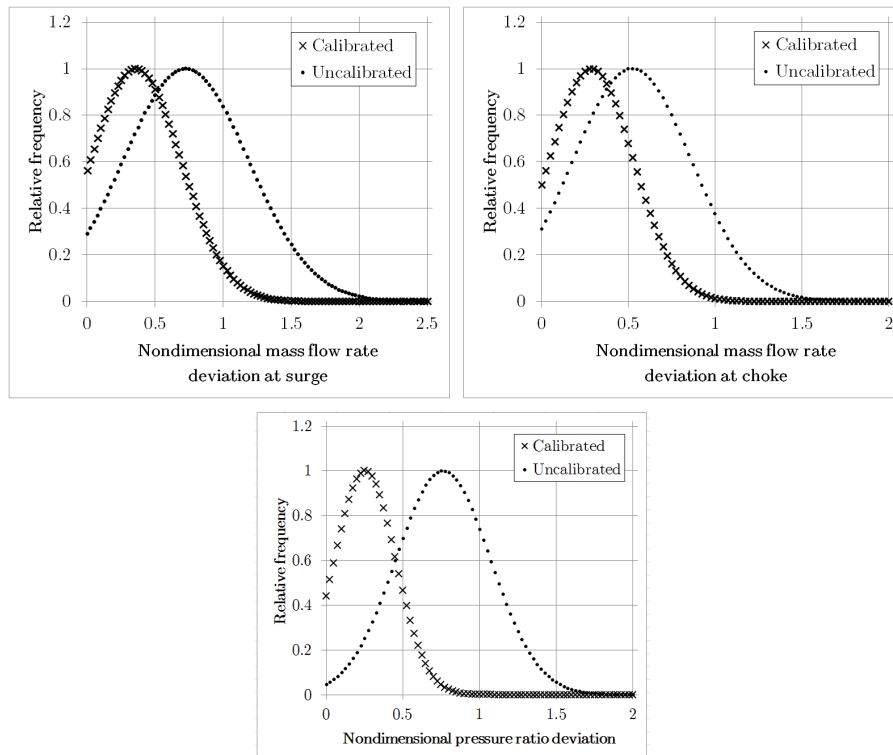 1.2
1
0.8
0.6
0.4
0.2
0
Relative frequency
× Calibrated
• Uncalibrated
0 0.5 1 1.5 2 2.5
Nondimensional mass flow rate
deviation at surge
1.2
1
0.8
0.6
0.4
0.2
0
Relative frequency
× Calibrated
• Uncalibrated
0 0.5 1 1.5 2
Nondimensional mass flow rate
deviation at choke
1.2
1
0.8
0.6
0.4
0.2
0
Relative frequency
× Calibrated
• Uncalibrated
0 0.5 1 1.5 2
Nondimensional pressure ratio deviation